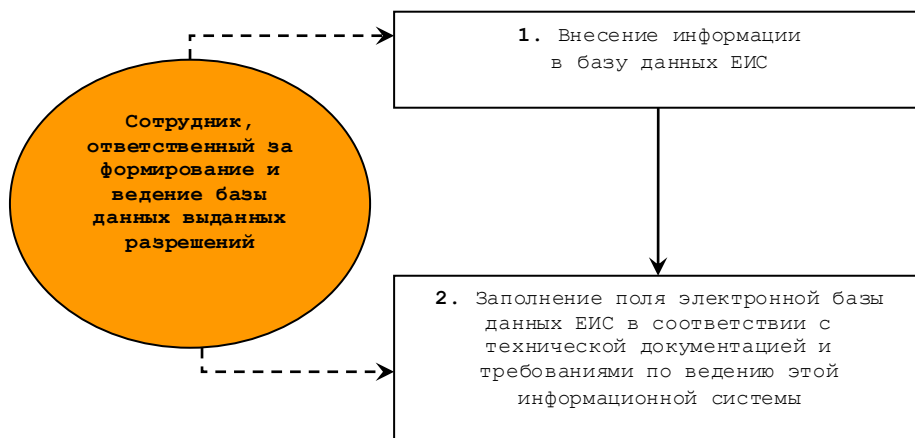 Сотрудник,
ответственный за
формирование и
ведение базы
данных выданных
разрешений
1. Внесение информации
в базу данных ЕИС
2. Заполнение поля электронной базы
данных ЕИС в соответствии с
технической документацией и
требованиями по ведению этой
информационной системы